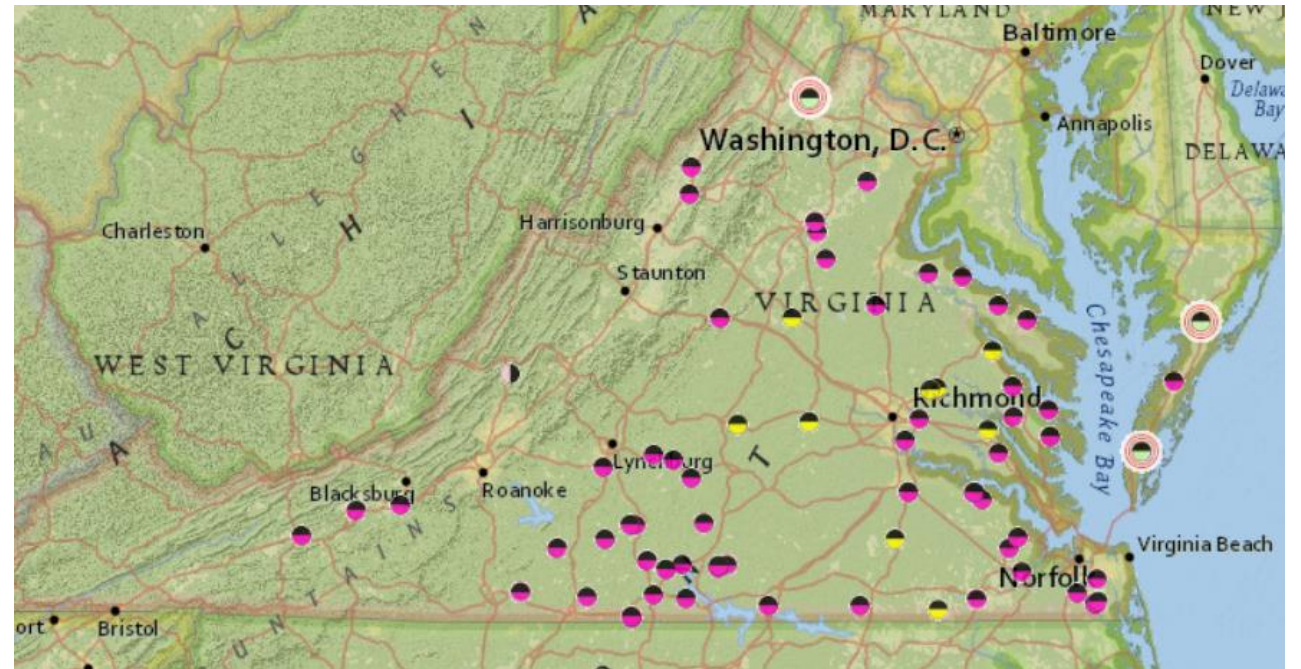 MARYLAND
NEW J
A
Baltimore
Dover
Delawa
Bay
Annapolis
Washington, D.C.
DELAWA
A L L E G H E N
Harrisonburg
Charleston
Staunton
VIRGINIA
A C H I
WEST VIRGINIA
Chesapeake Bay
Richmond
A U
T
Lynchburg
Blacksburg
Roanoke
U N T A I N S
Virginia Beach
Norfolk
ort
Bristol